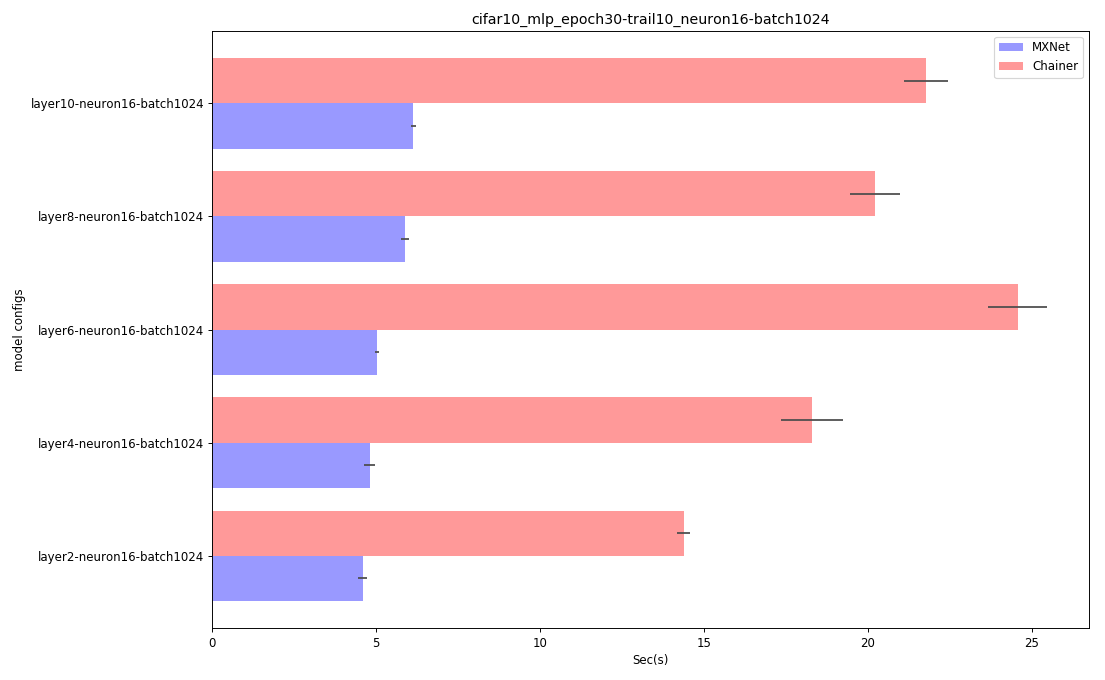 cifar10_mlp_epoch30-trail10_neuron16-batch1024
MXNet
Chainer
layer10-neuron16-batch1024
layer8-neuron16-batch1024
layer6-neuron16-batch1024
layer4-neuron16-batch1024
layer2-neuron16-batch1024
model configs
0 5 10 15 20 25
Sec(s)